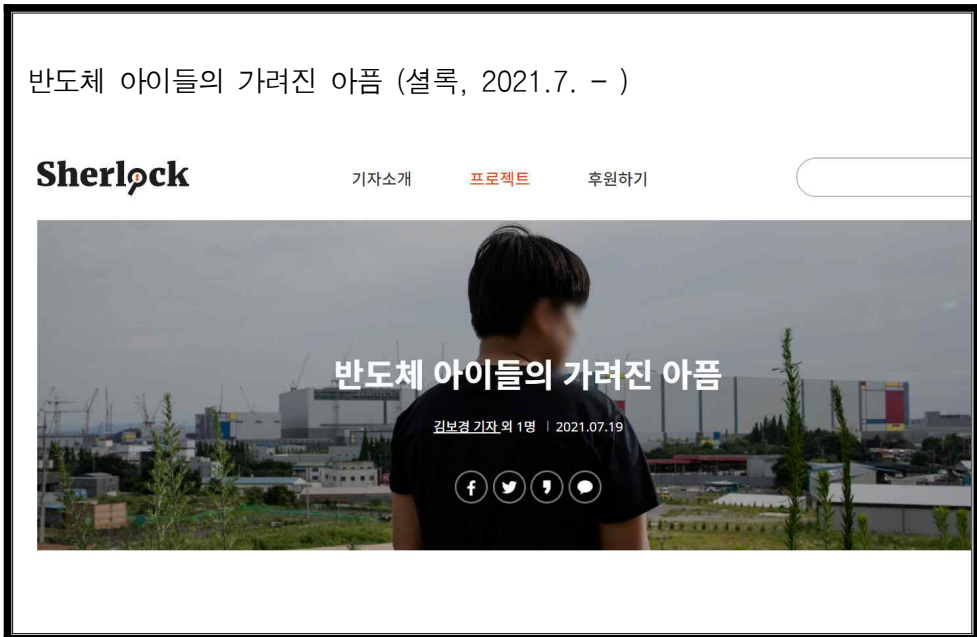 반도체 아이들의 가려진 아픔 (셜록, 2021.7. - )
Sherlock
기자소개 프로젝트 후원하기
반도체 아이들의 가려진 아픔
김보경 기자 외 1명 | 2021.07.19